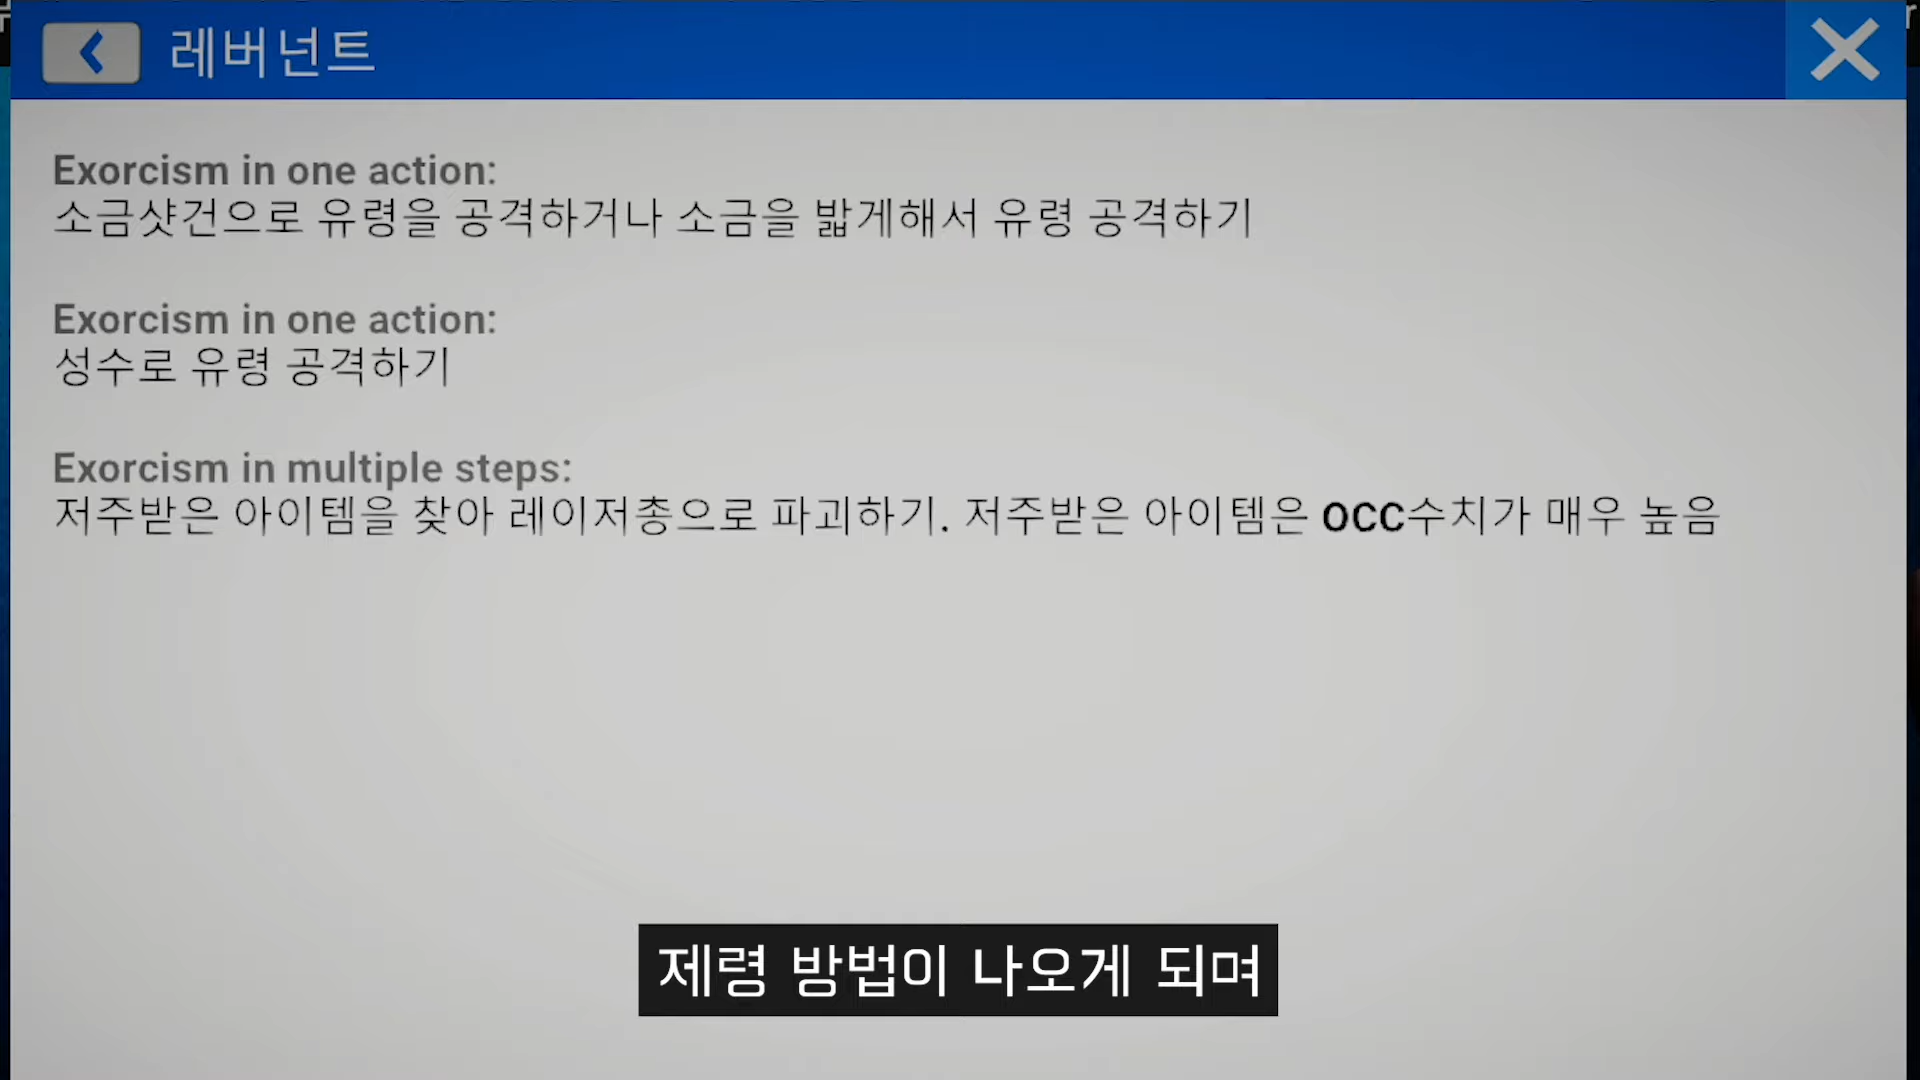 레버넌트
Exorcism in one action:
소금샷건으로 유령을 공격하거나 소금을 밟게해서 유령 공격하기
Exorcism in one action:
성수로 유령 공격하기
Exorcism in multiple steps:
저주받은 아이템을 찾아 레이저총으로 파괴하기. 저주받은 아이템은 OCC수치가 매우 높음
제령 방법이 나오게 되며